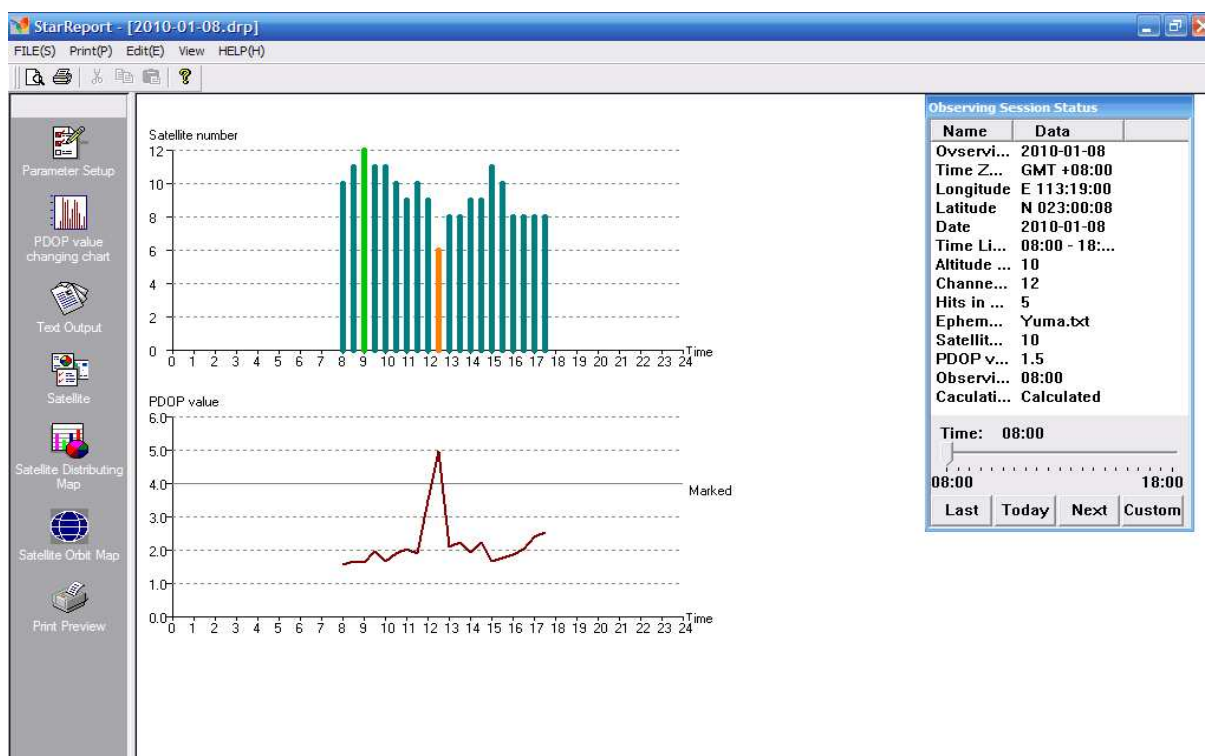 StarReport - [2010-01-08.drp]
FILE(S) Print(P) Edit(E) View HELP(H)
Parameter Setup
PDOP value
changing chart
Text Output
Satellite
Satellite Distributing
Map
Satellite Orbit Map
Print Preview
Satellite number
12
10
8
6
4
2
0
0 1 2 3 4 5 6 7 8 9 10 11 12 13 14 15 16 17 18 19 20 21 22 23 24
Time
PDOP value
6.0
5.0
4.0
Marked
3.0
2.0
1.0
0.0
0 1 2 3 4 5 6 7 8 9 10 11 12 13 14 15 16 17 18 19 20 21 22 23 24
Time
Observing Session Status
Name Data
Ovservi... 2010-01-08
Time Z... GMT +08:00
Longitude E 113:19:00
Latitude N 023:00:08
Date 2010-01-08
Time Li... 08:00 - 18:...
Altitude ... 10
Channe... 12
Hits in ... 5
Ephem... Yuma.txt
Satellit... 10
PDOP v... 1.5
Observi... 08:00
Caculati... Calculated
Time: 08:00
08:00 18:00
Last Today Next Custom